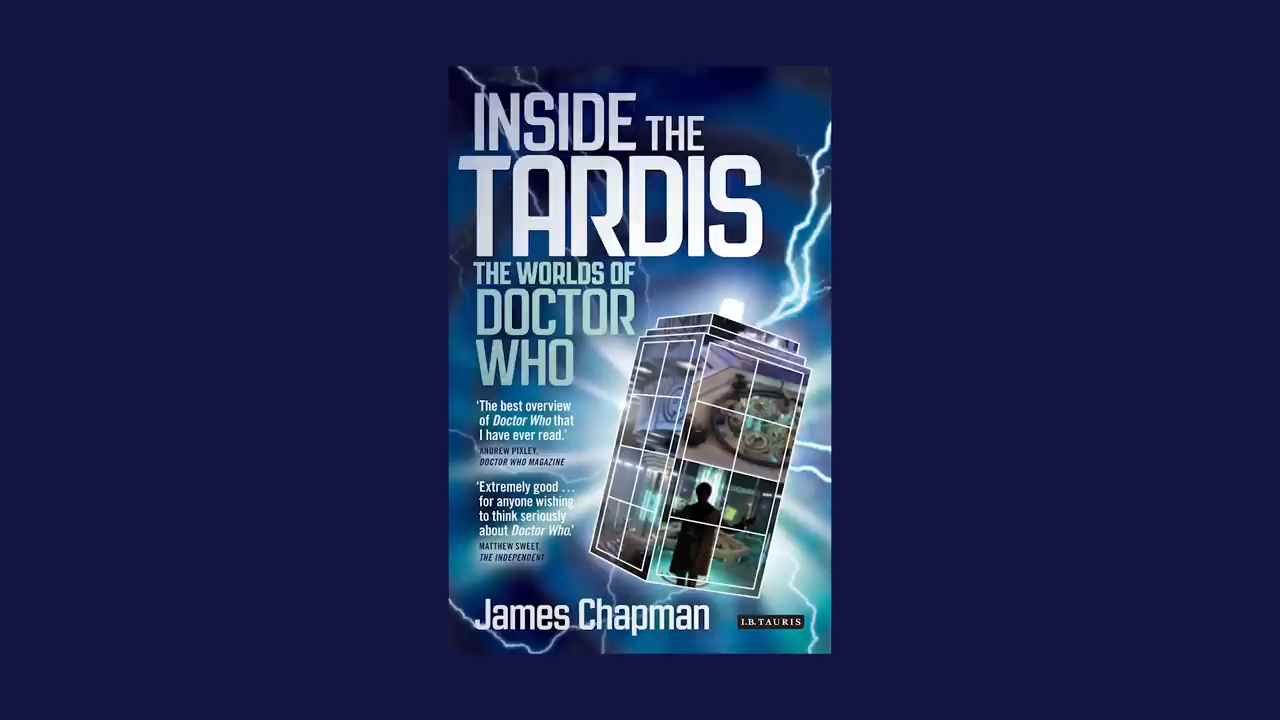 INSIDE THE
TARDIS
THE WORLDS OF
DOCTOR
WHO
‘The best overview
of Doctor Who that
I have ever read.’
ANDREW PIXLEY,
DOCTOR WHO MAGAZINE
‘Extremely good ...
for anyone wishing
to think seriously
about Doctor Who.’
MATTHEW SWEET,
THE INDEPENDENT
James Chapman
I.B.TAURIS